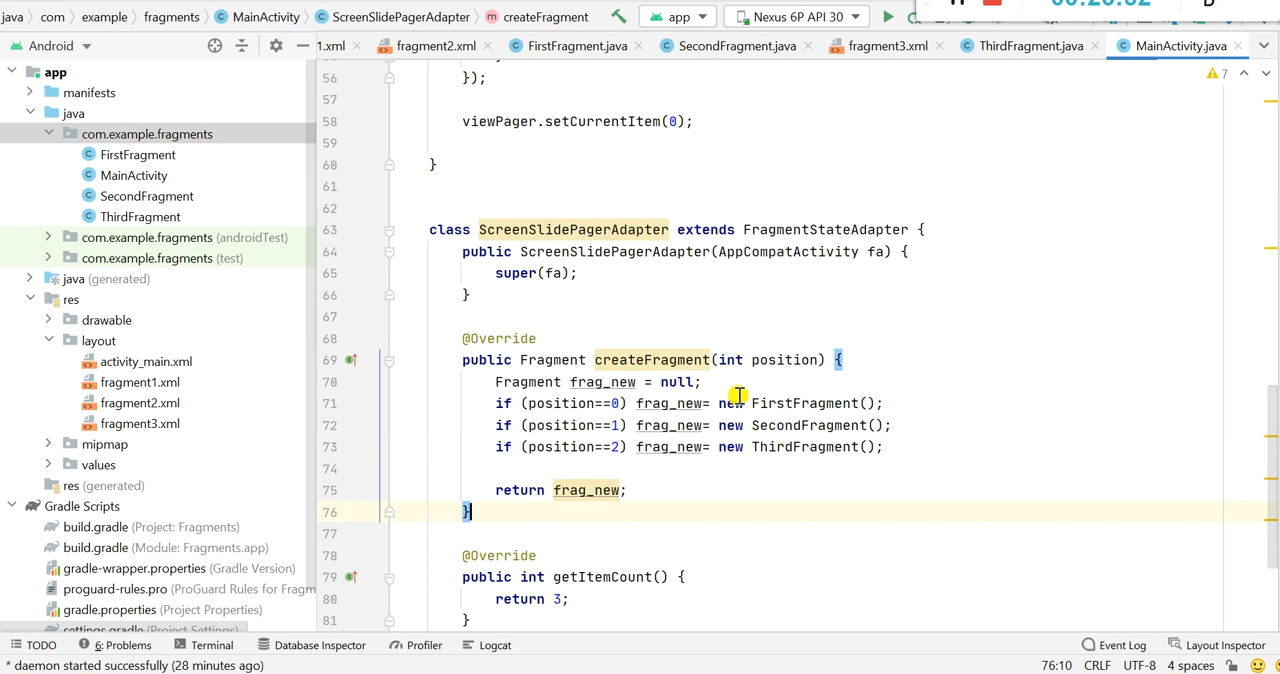 java com example fragments MainActivity ScreenSlidePagerAdapter createFragment app Nexus 6P API 30
Android 1.xml fragment2.xml FirstFragment.java SecondFragment.java fragment3.xml ThirdFragment.java MainActivity.java
app
manifests
java
com.example.fragments
FirstFragment
MainActivity
SecondFragment
ThirdFragment
com.example.fragments (androidTest)
com.example.fragments (test)
java (generated)
res
drawable
layout
activity_main.xml
fragment1.xml
fragment2.xml
fragment3.xml
mipmap
values
res (generated)
Gradle Scripts
build.gradle (Project: Fragments)
build.gradle (Module: Fragments.app)
gradle-wrapper.properties (Gradle Version)
proguard-rules.pro (ProGuard Rules for Fragm
gradle.properties (Project Properties)
settings.gradle (Project Settings)
7
56 });
57
58 viewPager.setCurrentItem(0);
59
60 }
61
62
63 class ScreenSlidePagerAdapter extends FragmentStateAdapter {
64 public ScreenSlidePagerAdapter(AppCompatActivity fa) {
65 super(fa);
66 }
67
68 @Override
69 public Fragment createFragment(int position) {
70 Fragment frag_new = null;
71 if (position==0) frag_new= new FirstFragment();
72 if (position==1) frag_new= new SecondFragment();
73 if (position==2) frag_new= new ThirdFragment();
74
75 return frag_new;
76 }
77
78 @Override
79 public int getItemCount() {
80 return 3;
81 }
TODO 6: Problems Terminal Database Inspector Profiler Logcat Event Log Layout Inspector
* daemon started successfully (28 minutes ago) 76:10 CRLF UTF-8 4 spaces